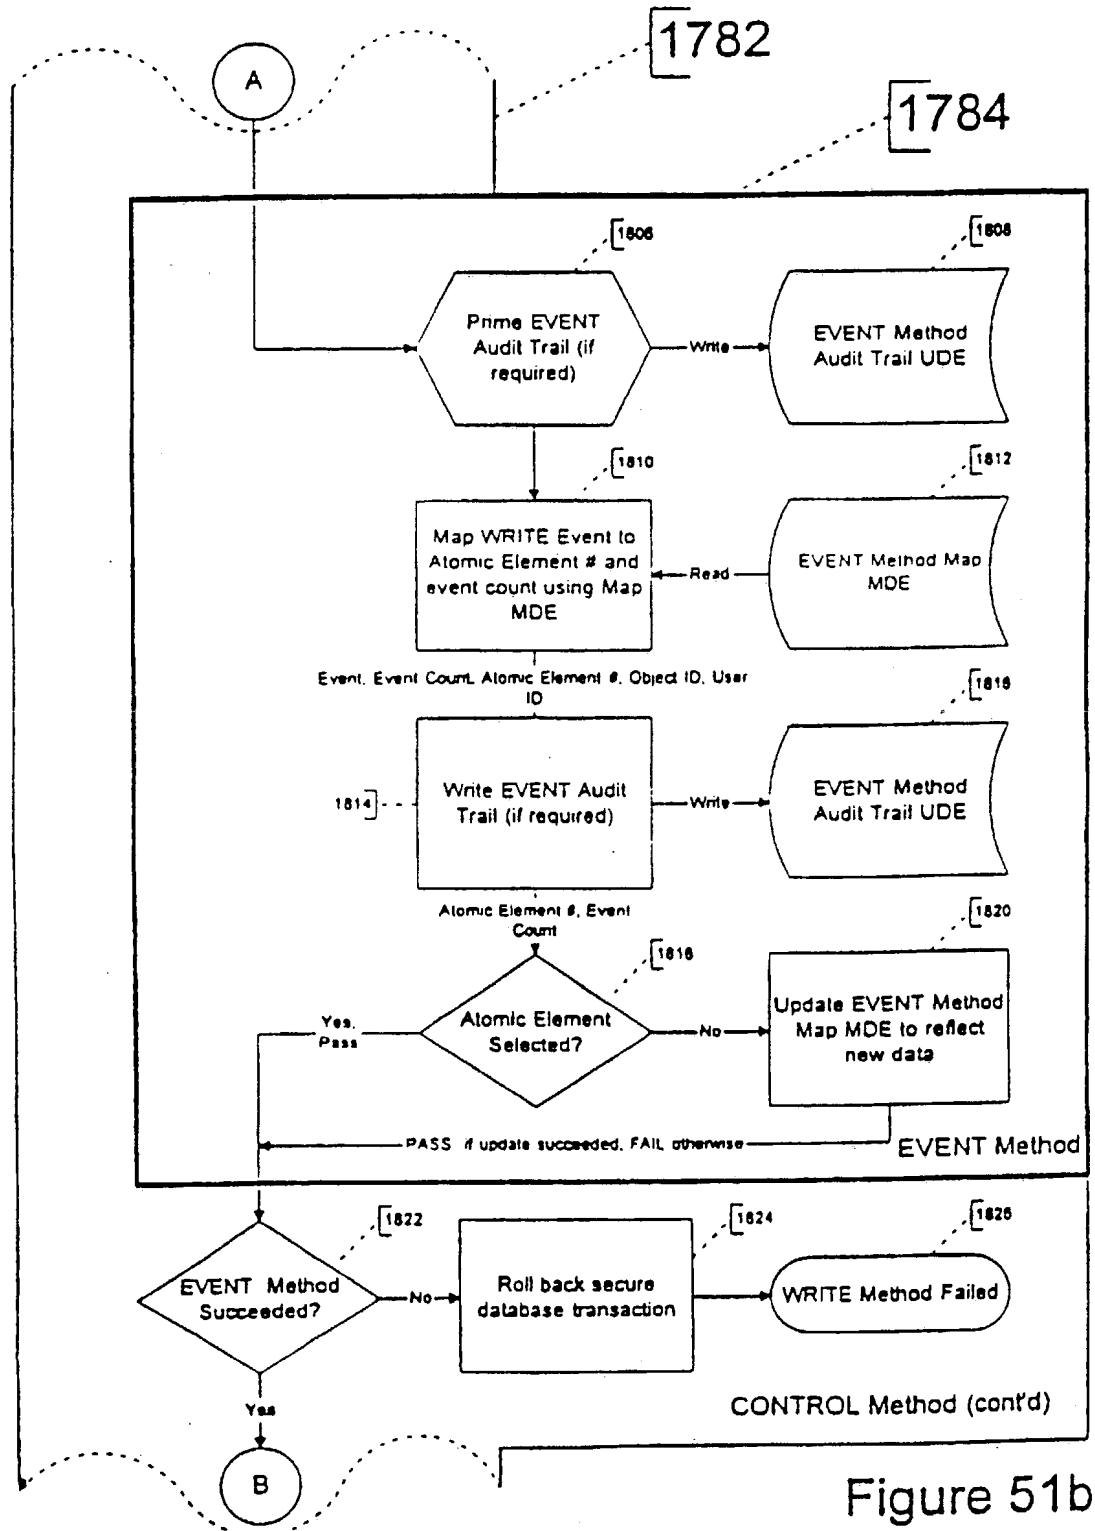 1782
A
1784
1806
1808
Prime EVENT
Audit Trail (if
required)
Write
EVENT Method
Audit Trail UDE
1810
1812
Map WRITE Event to
Atomic Element # and
event count using Map
MDE
Read
EVENT Method Map
MDE
Event, Event Count, Atomic Element #, Object ID, User
ID
1816
1814
Write EVENT Audit
Trail (if required)
Write
EVENT Method
Audit Trail UDE
Atomic Element #, Event
Count
1820
1818
Yes,
Pass
Atomic Element
Selected?
No
Update EVENT Method
Map MDE to reflect
new data
PASS if update succeeded, FAIL otherwise
EVENT Method
1822
1824
1826
EVENT Method
Succeeded?
No
Roll back secure
database transaction
WRITE Method Failed
Yes
CONTROL Method (cont'd)
B
Figure 51b